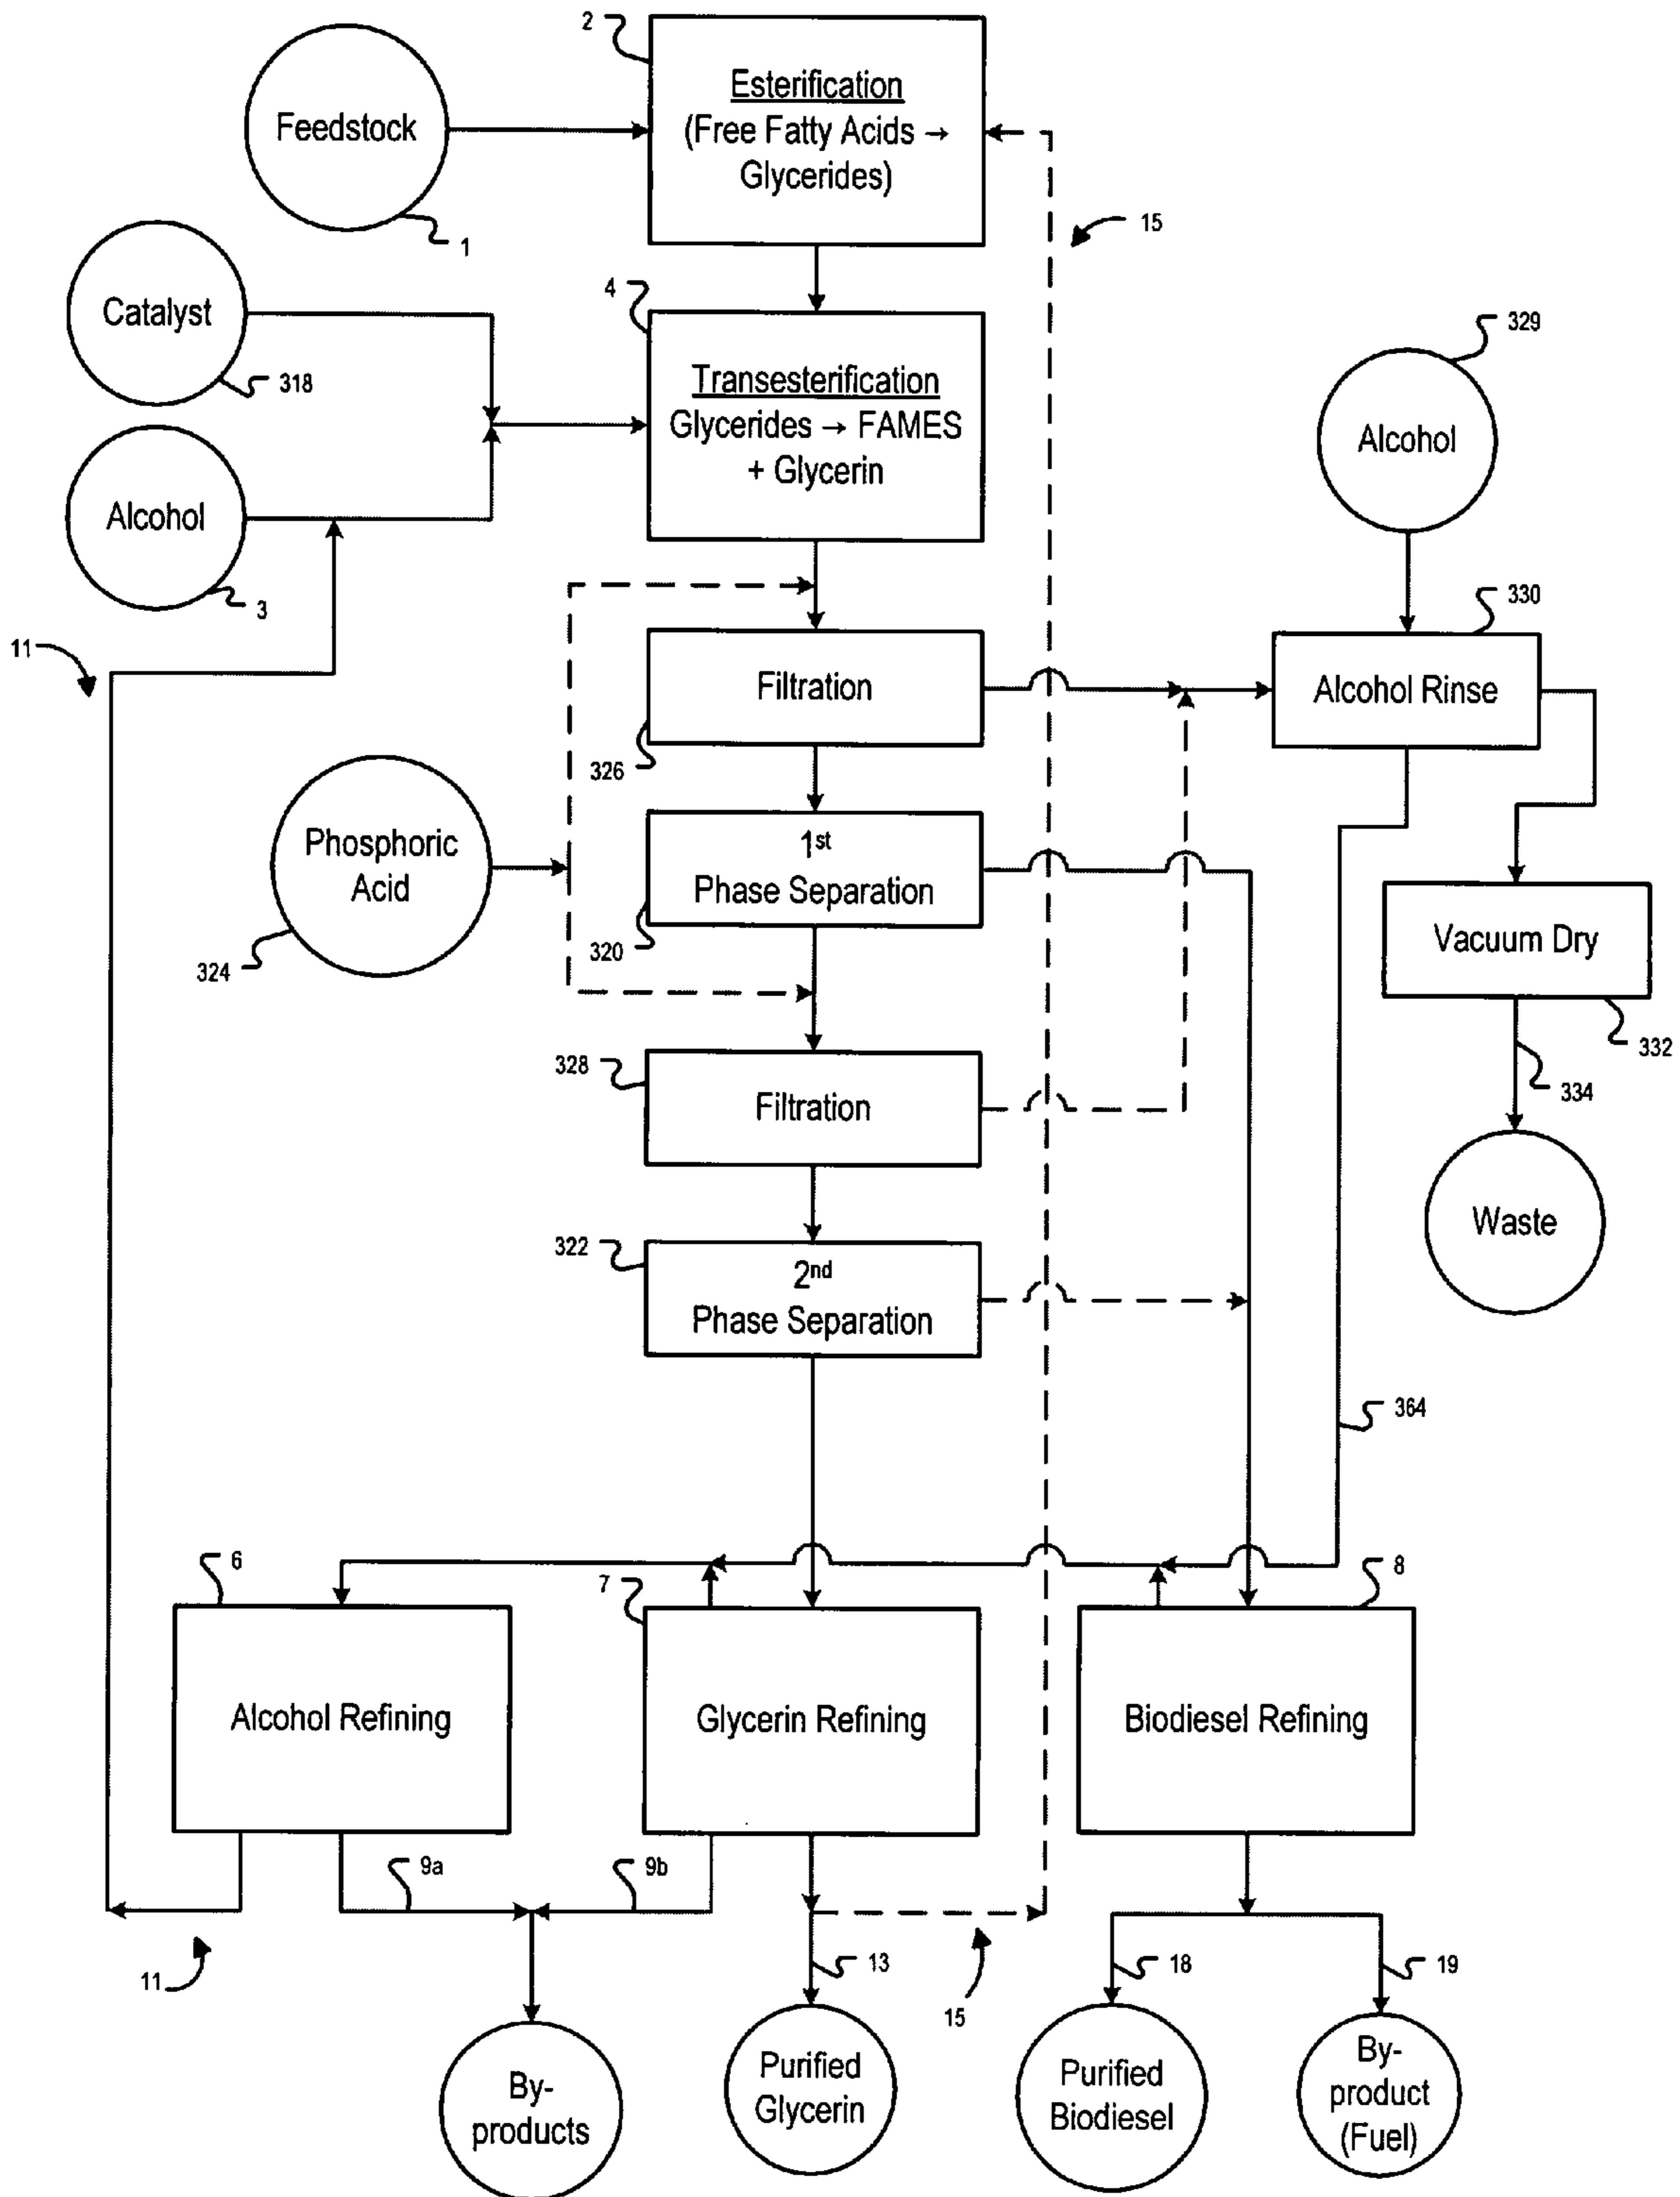 2
Esterification
(Free Fatty Acids →
Glycerides)
Feedstock
1
15
Catalyst
318
4
Transesterification
Glycerides → FAMES
+ Glycerin
329
Alcohol
Alcohol
3
11
330
Alcohol Rinse
Filtration
326
Phosphoric
Acid
324
1st
Phase Separation
320
Vacuum Dry
332
334
328
Filtration
Waste
322
2nd
Phase Separation
364
6
7
8
Alcohol Refining
Glycerin Refining
Biodiesel Refining
9a
9b
11
13
15
18
19
By-
products
Purified
Glycerin
Purified
Biodiesel
By-
product
(Fuel)